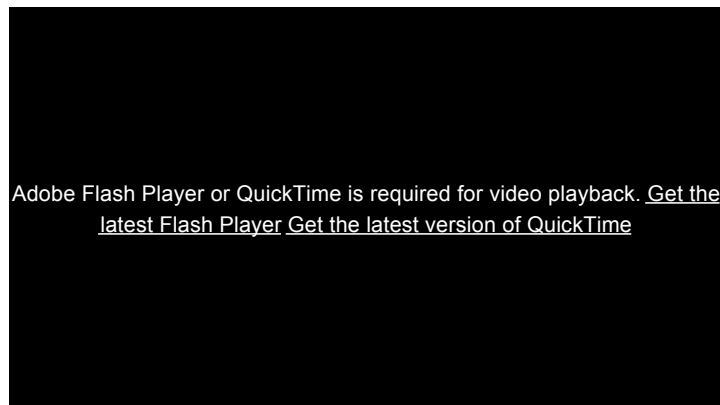 Adobe Flash Player or QuickTime is required for video playback. Get the
latest Flash Player Get the latest version of QuickTime